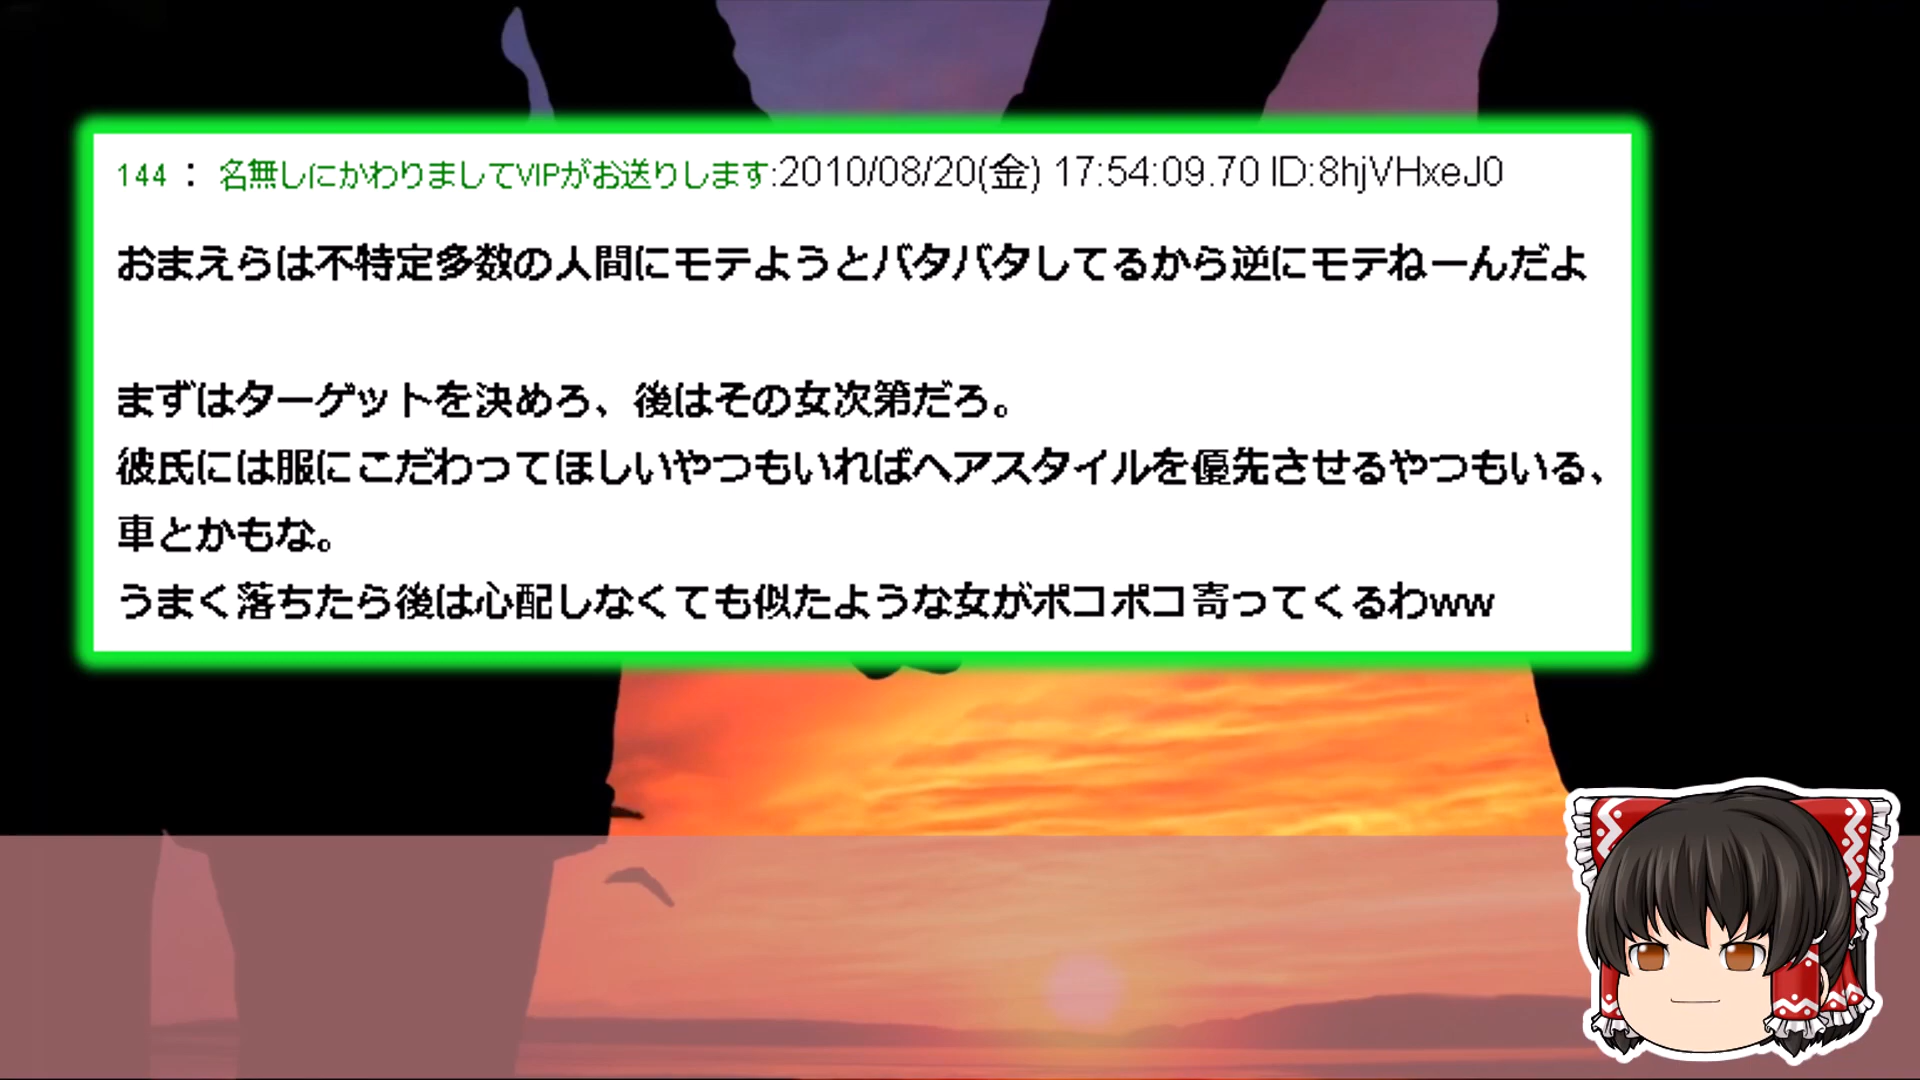 144 : 名無しにかわりましてVIPがお送りします:2010/08/20(金) 17:54:09.70 ID:8hjVHxeJ0
おまえらは不特定多数の人間にモテようとバタバタしてるから逆にモテねーんだよ
まずはターゲットを決めろ、後はその女次第だろ。
彼氏には服にこだわってほしいやつもいればヘアスタイルを優先させるやつもいる、
車とかもな。
うまく落ちたら後は心配しなくても似たような女がポコポコ寄ってくるわww